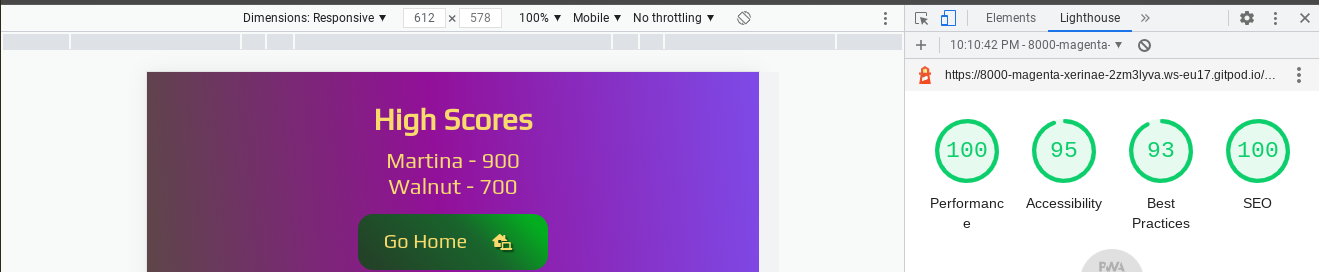 Dimensions: Responsive 612 × 578 100% Mobile No throttling
Elements Lighthouse
10:10:42 PM - 8000-magenta-
https://8000-magenta-xerinae-2zm3lyva.ws-eu17.gitpod.io/...
High Scores
Martina - 900
Walnut - 700
Go Home
100 95 93 100
Performanc
e
Accessibility
Best
Practices
SEO
PWA